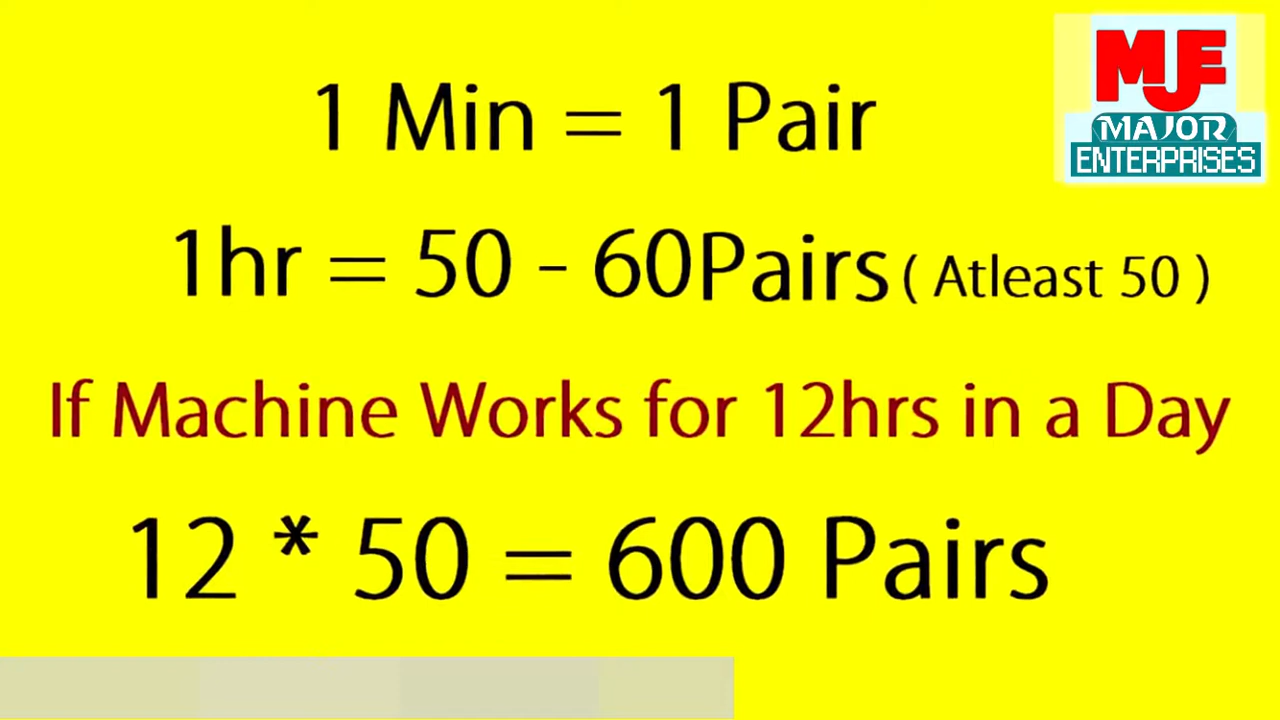 MJE
MAJOR
ENTERPRISES
1 Min = 1 Pair
1hr = 50 - 60Pairs ( Atleast 50 )
If Machine Works for 12hrs in a Day
12 * 50 = 600 Pairs